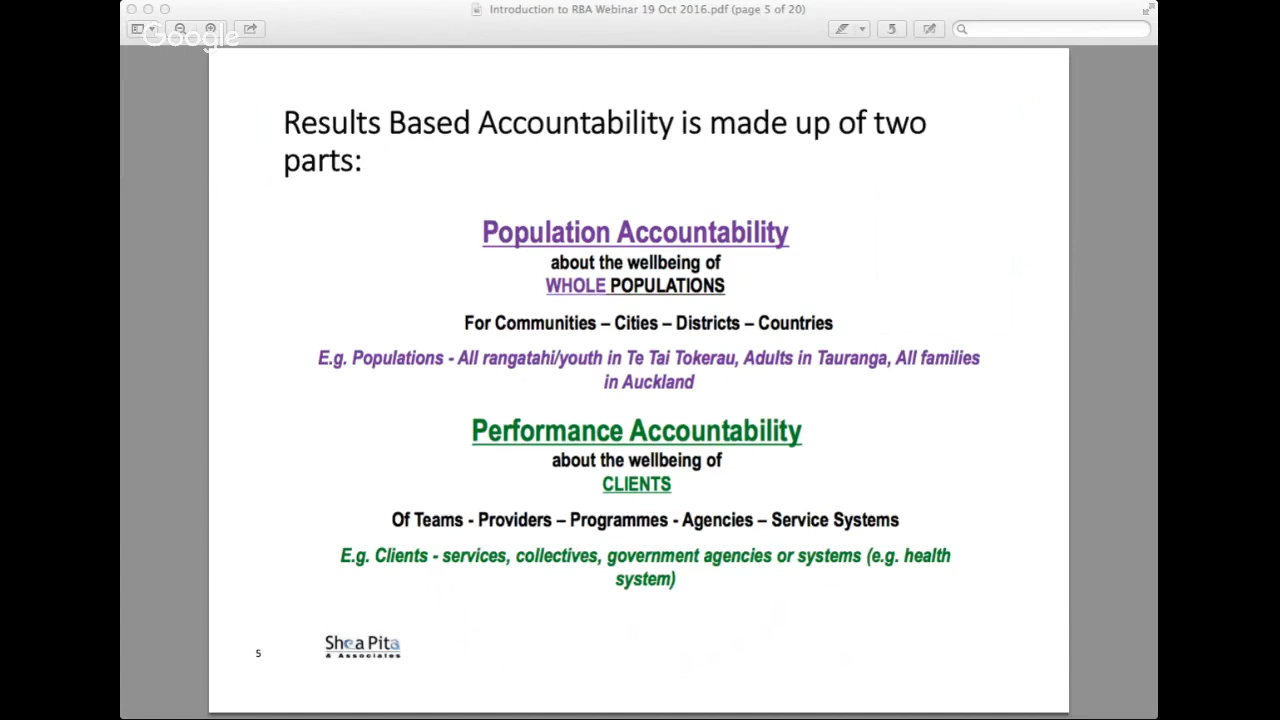 Introduction to RBA Webinar 19 Oct 2016.pdf (page 5 of 20)
Google
Results Based Accountability is made up of two
parts:
Population Accountability
about the wellbeing of
WHOLE POPULATIONS
For Communities – Cities – Districts – Countries
E.g. Populations - All rangatahi/youth in Te Tai Tokerau, Adults in Tauranga, All families
in Auckland
Performance Accountability
about the wellbeing of
CLIENTS
Of Teams - Providers – Programmes - Agencies – Service Systems
E.g. Clients - services, collectives, government agencies or systems (e.g. health
system)
5
Shea Pita
& Associates